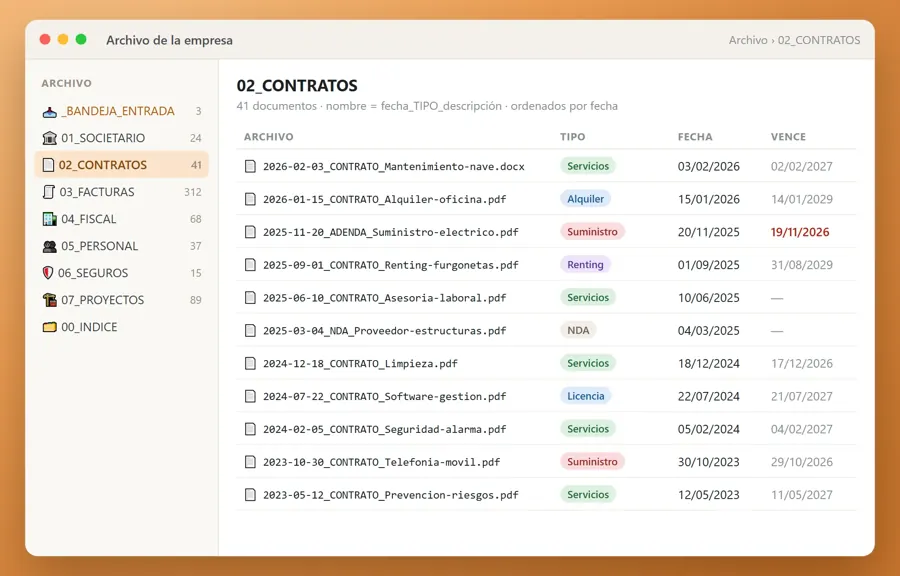 Archivo de la empresa
Archivo › 02_CONTRATOS
ARCHIVO
_BANDEJA_ENTRADA 3
01_SOCIETARIO 24
02_CONTRATOS 41
03_FACTURAS 312
04_FISCAL 68
05_PERSONAL 37
06_SEGUROS 15
07_PROYECTOS 89
00_INDICE
02_CONTRATOS
41 documentos · nombre = fecha_TIPO_descripción · ordenados por fecha
ARCHIVO TIPO FECHA VENCE
2026-02-03_CONTRATO_Mantenimiento-nave.docx Servicios 03/02/2026 02/02/2027
2026-01-15_CONTRATO_Alquiler-oficina.pdf Alquiler 15/01/2026 14/01/2029
2025-11-20_ADENDA_Suministro-electrico.pdf Suministro 20/11/2025 19/11/2026
2025-09-01_CONTRATO_Renting-furgonetas.pdf Renting 01/09/2025 31/08/2029
2025-06-10_CONTRATO_Asesoria-laboral.pdf Servicios 10/06/2025 —
2025-03-04_NDA_Proveedor-estructuras.pdf NDA 04/03/2025 —
2024-12-18_CONTRATO_Limpieza.pdf Servicios 18/12/2024 17/12/2026
2024-07-22_CONTRATO_Software-gestion.pdf Licencia 22/07/2024 21/07/2027
2024-02-05_CONTRATO_Seguridad-alarma.pdf Servicios 05/02/2024 04/02/2027
2023-10-30_CONTRATO_Telefonia-movil.pdf Suministro 30/10/2023 29/10/2026
2023-05-12_CONTRATO_Prevencion-riesgos.pdf Servicios 12/05/2023 11/05/2027